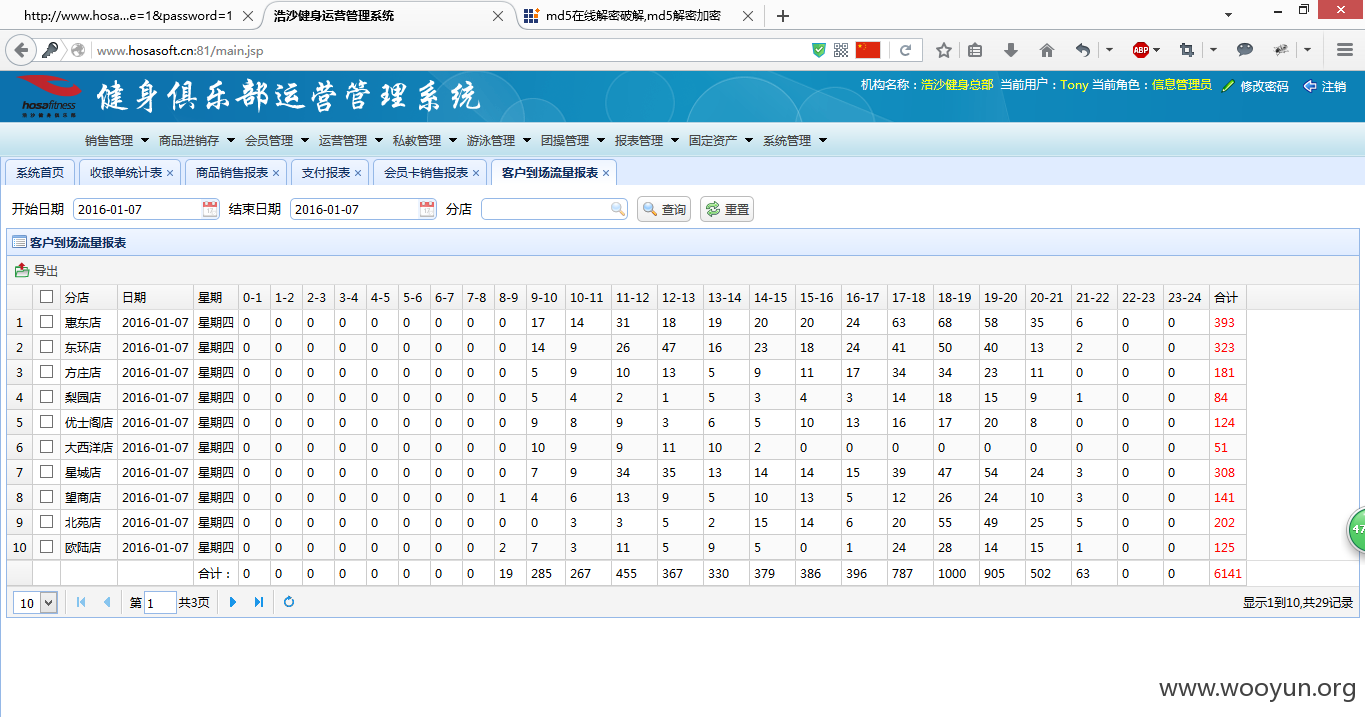 http://www.hosa...e=1&password=1 浩沙健身运营管理系统 md5在线解密破解,md5解密加密
www.hosasoft.cn:81/main.jsp ABP
hosafitness 健身俱乐部运营管理系统 机构名称：浩沙健身总部 当前用户：Tony 当前角色：信息管理员 修改密码 注销
浩沙健身俱乐部
销售管理 商品进销存 会员管理 运营管理 私教管理 游泳管理 团操管理 报表管理 固定资产 系统管理
系统首页 收银单统计表 商品销售报表 支付报表 会员卡销售报表 客户到场流量报表
开始日期 2016-01-07 结束日期 2016-01-07 分店 查询 重置
客户到场流量报表
导出
分店 日期 星期 0-1 1-2 2-3 3-4 4-5 5-6 6-7 7-8 8-9 9-10 10-11 11-12 12-13 13-14 14-15 15-16 16-17 17-18 18-19 19-20 20-21 21-22 22-23 23-24 合计
1 惠东店 2016-01-07 星期四 0 0 0 0 0 0 0 0 0 17 14 31 18 19 20 20 24 63 68 58 35 6 0 0 393
2 东环店 2016-01-07 星期四 0 0 0 0 0 0 0 0 0 14 9 26 47 16 23 18 24 41 50 40 13 2 0 0 323
3 方庄店 2016-01-07 星期四 0 0 0 0 0 0 0 0 0 5 9 10 13 5 9 11 17 34 34 23 11 0 0 0 181
4 梨园店 2016-01-07 星期四 0 0 0 0 0 0 0 0 0 5 4 2 1 5 3 4 3 14 18 15 9 1 0 0 84
5 优士阁店 2016-01-07 星期四 0 0 0 0 0 0 0 0 0 9 8 9 3 6 5 10 13 16 17 20 8 0 0 0 124
6 大西洋店 2016-01-07 星期四 0 0 0 0 0 0 0 0 0 10 9 9 11 10 2 0 0 0 0 0 0 0 0 0 51
7 星城店 2016-01-07 星期四 0 0 0 0 0 0 0 0 0 7 9 34 35 13 14 14 15 39 47 54 24 3 0 0 308
8 望商店 2016-01-07 星期四 0 0 0 0 0 0 0 0 1 4 6 13 9 5 10 13 5 12 26 24 10 3 0 0 141
9 北苑店 2016-01-07 星期四 0 0 0 0 0 0 0 0 0 0 3 3 5 2 15 14 6 20 55 49 25 5 0 0 202
10 欧陆店 2016-01-07 星期四 0 0 0 0 0 0 0 0 2 7 3 11 5 9 5 0 1 24 28 14 15 1 0 0 125
合计： 0 0 0 0 0 0 0 0 19 285 267 455 367 330 379 386 396 787 1000 905 502 63 0 0 6141
10 第 1 共3页 显示1到10,共29记录
47
www.wooyun.org